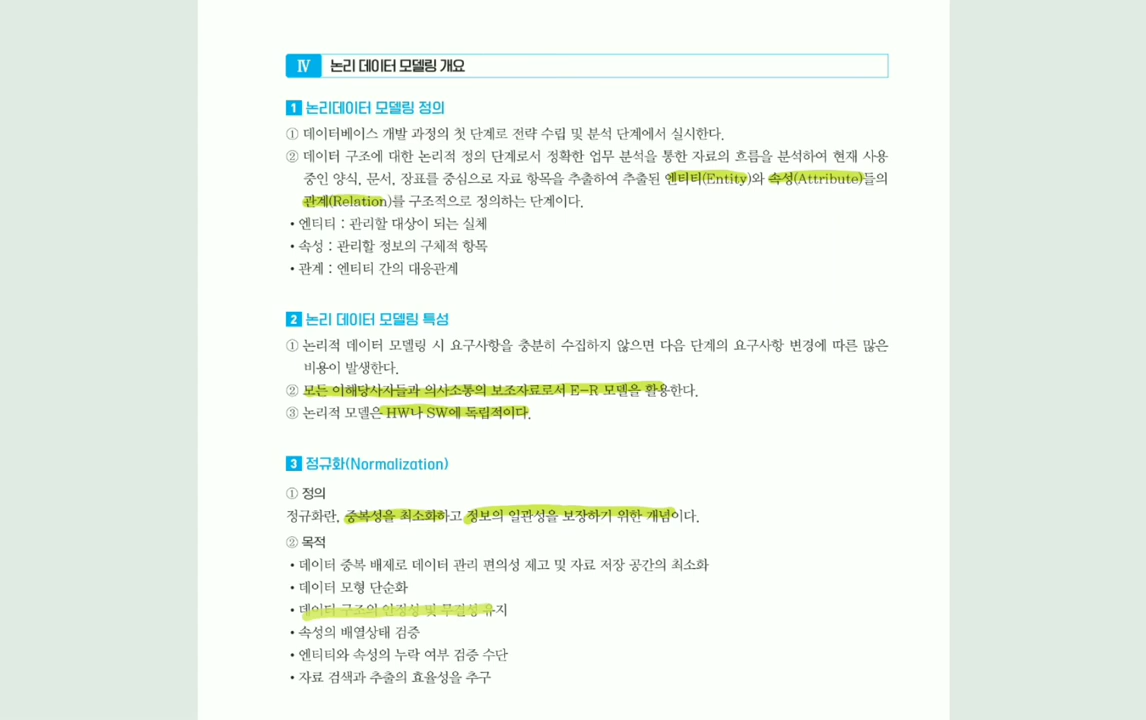 Ⅳ 논리 데이터 모델링 개요
1 논리데이터 모델링 정의
① 데이터베이스 개발 과정의 첫 단계로 전략 수립 및 분석 단계에서 실시한다.
② 데이터 구조에 대한 논리적 정의 단계로서 정확한 업무 분석을 통한 자료의 흐름을 분석하여 현재 사용
중인 양식, 문서, 장표를 중심으로 자료 항목을 추출하여 추출된 엔티티(Entity)와 속성(Attribute)들의
관계(Relation)를 구조적으로 정의하는 단계이다.
• 엔티티 : 관리할 대상이 되는 실체
• 속성 : 관리할 정보의 구체적 항목
• 관계 : 엔티티 간의 대응관계
2 논리 데이터 모델링 특성
① 논리적 데이터 모델링 시 요구사항을 충분히 수집하지 않으면 다음 단계의 요구사항 변경에 따른 많은
비용이 발생한다.
② 모든 이해당사자들과 의사소통의 보조자료로서 E-R 모델을 활용한다.
③ 논리적 모델은 HW나 SW에 독립적이다.
3 정규화(Normalization)
① 정의
정규화란, 중복성을 최소화하고 정보의 일관성을 보장하기 위한 개념이다.
② 목적
• 데이터 중복 배제로 데이터 관리 편의성 제고 및 자료 저장 공간의 최소화
• 데이터 모형 단순화
• 데이터 구조의 안정성 및 무결성 유지
• 속성의 배열상태 검증
• 엔티티와 속성의 누락 여부 검증 수단
• 자료 검색과 추출의 효율성을 추구